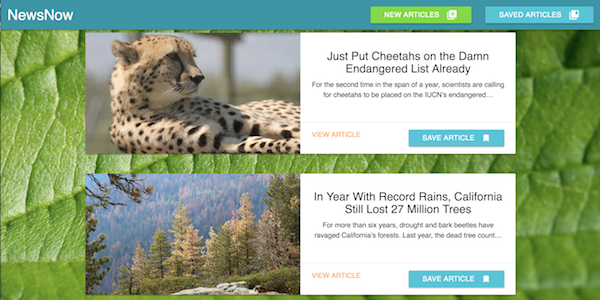 NewsNow
NEW ARTICLES
SAVED ARTICLES
Just Put Cheetahs on the Damn
Endangered List Already
For the second time in the span of a year, scientists are calling
for cheetahs to be placed on the IUCN's endangered…
VIEW ARTICLE
SAVE ARTICLE
In Year With Record Rains, California
Still Lost 27 Million Trees
For more than six years, drought and bark beetles have
ravaged California's forests. Last year, the dead tree count…
VIEW ARTICLE
SAVE ARTICLE